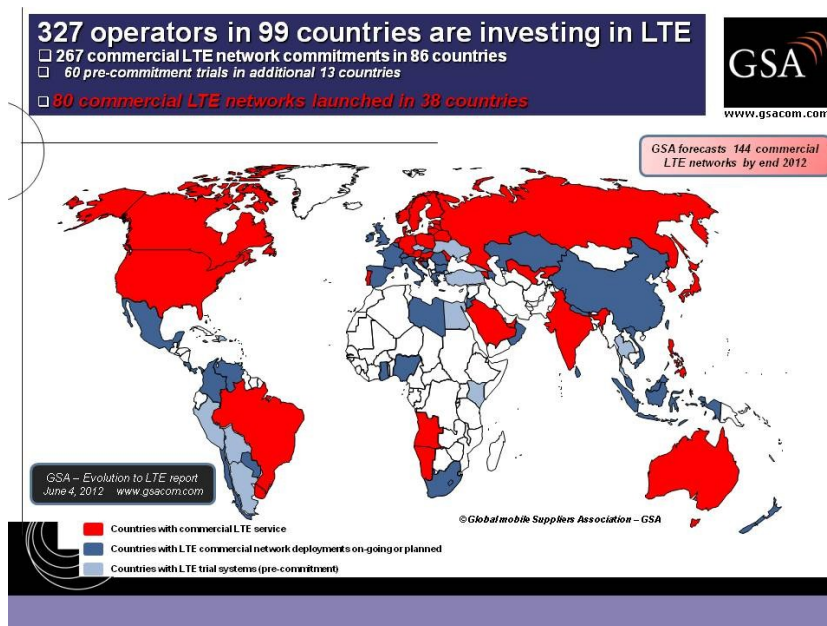 327 operators in 99 countries are investing in LTE
267 commercial LTE network commitments in 86 countries
60 pre-commitment trials in additional 13 countries
80 commercial LTE networks launched in 38 countries
GSA
www.gsacom.com
GSA forecasts 144 commercial
LTE networks by end 2012
GSA – Evolution to LTE report
June 4, 2012 www.gsacom.com
©Global mobile Suppliers Association – GSA
Countries with commercial LTE service
Countries with LTE commercial network deployments on-going or planned
Countries with LTE trial systems (pre-commitment)